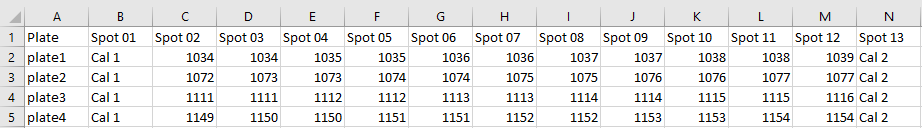 A B C D E F G H I J K L M N
1 Plate Spot 01 Spot 02 Spot 03 Spot 04 Spot 05 Spot 06 Spot 07 Spot 08 Spot 09 Spot 10 Spot 11 Spot 12 Spot 13
2 plate1 Cal 1 1034 1034 1035 1035 1036 1036 1037 1037 1038 1038 1039 Cal 2
3 plate2 Cal 1 1072 1073 1073 1074 1074 1075 1075 1076 1076 1077 1077 Cal 2
4 plate3 Cal 1 1111 1111 1112 1112 1113 1113 1114 1114 1115 1115 1116 Cal 2
5 plate4 Cal 1 1149 1150 1150 1151 1151 1152 1152 1153 1153 1154 1154 Cal 2